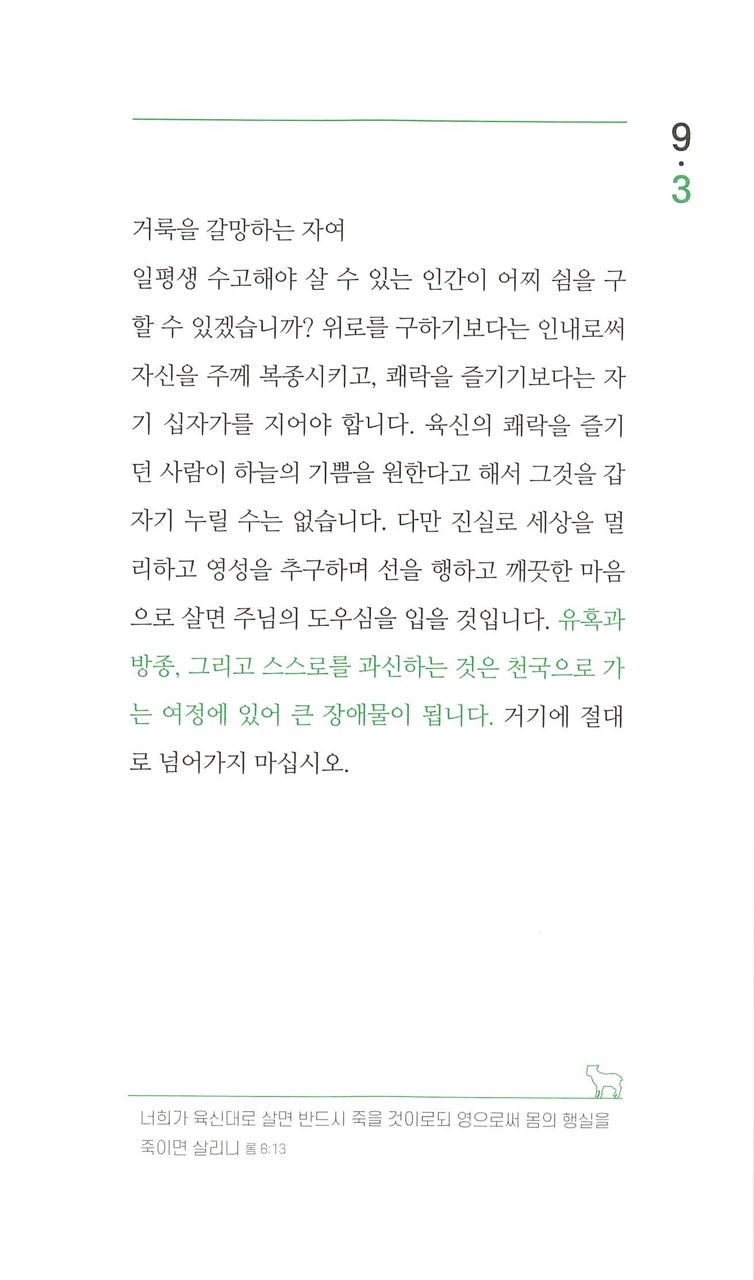 9
·
3
거룩을 갈망하는 자여
일평생 수고해야 살 수 있는 인간이 어찌 쉼을 구
할 수 있겠습니까? 위로를 구하기보다는 인내로써
자신을 주께 복종시키고, 쾌락을 즐기기보다는 자
기 십자가를 지어야 합니다. 육신의 쾌락을 즐기
던 사람이 하늘의 기쁨을 원한다고 해서 그것을 갑
자기 누릴 수는 없습니다. 다만 진실로 세상을 멀
리하고 영성을 추구하며 선을 행하고 깨끗한 마음
으로 살면 주님의 도우심을 입을 것입니다. 유혹과
방종, 그리고 스스로를 과신하는 것은 천국으로 가
는 여정에 있어 큰 장애물이 됩니다. 거기에 절대
로 넘어가지 마십시오.
너희가 육신대로 살면 반드시 죽을 것이로되 영으로써 몸의 행실을
죽이면 살리니 롬 8:13